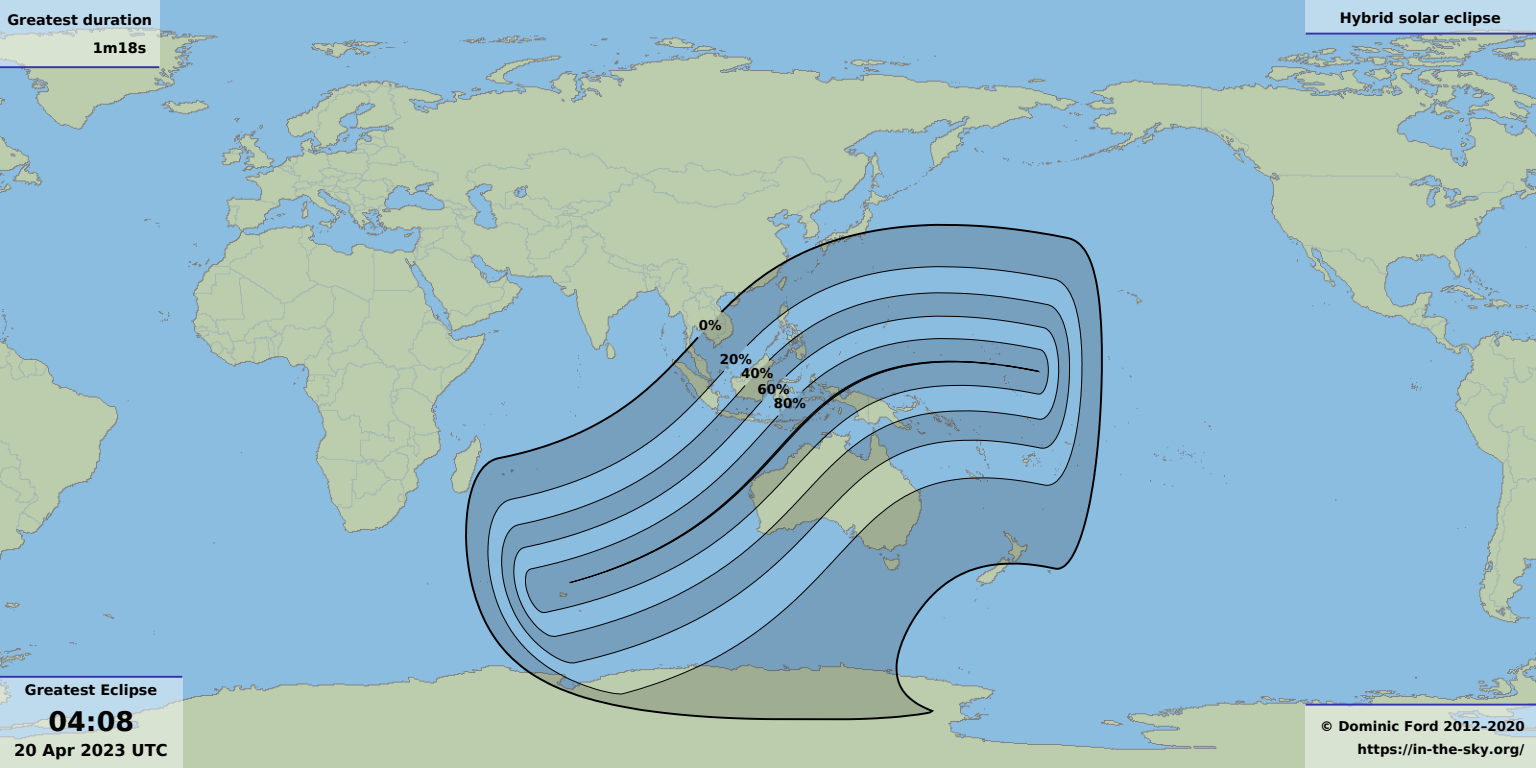 Greatest duration
1m18s
Hybrid solar eclipse
0%
20%
40%
60%
80%
Greatest Eclipse
04:08
20 Apr 2023 UTC
© Dominic Ford 2012–2020
https://in-the-sky.org/